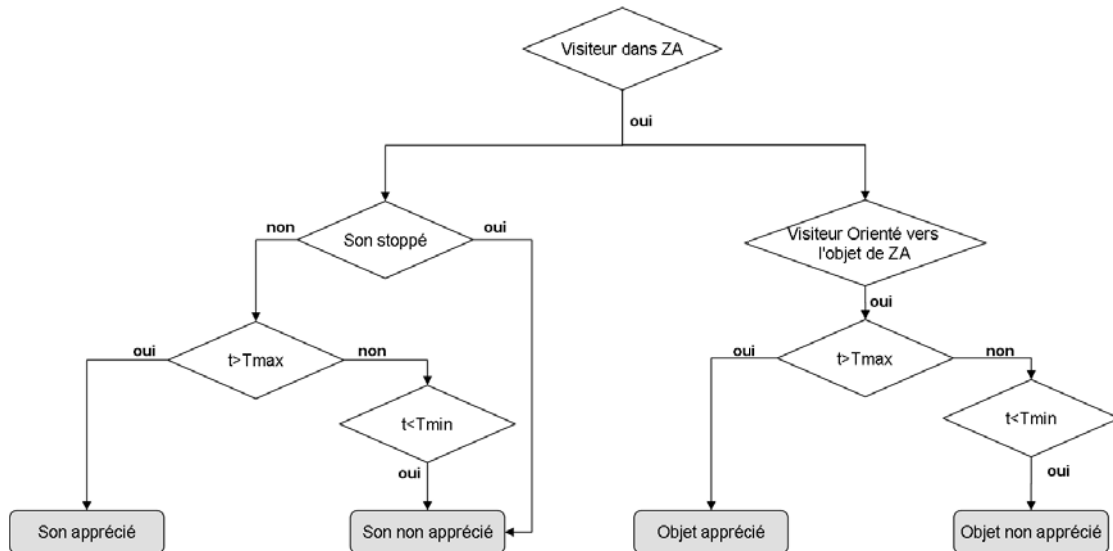 Visiteur dans ZA
oui
non
Son stoppé
oui
Visiteur Orienté vers
l'objet de ZA
oui
oui
t>Tmax
non
oui
t>Tmax
non
t<Tmin
t<Tmin
oui
oui
Son apprécié
Son non apprécié
Objet apprécié
Objet non apprécié